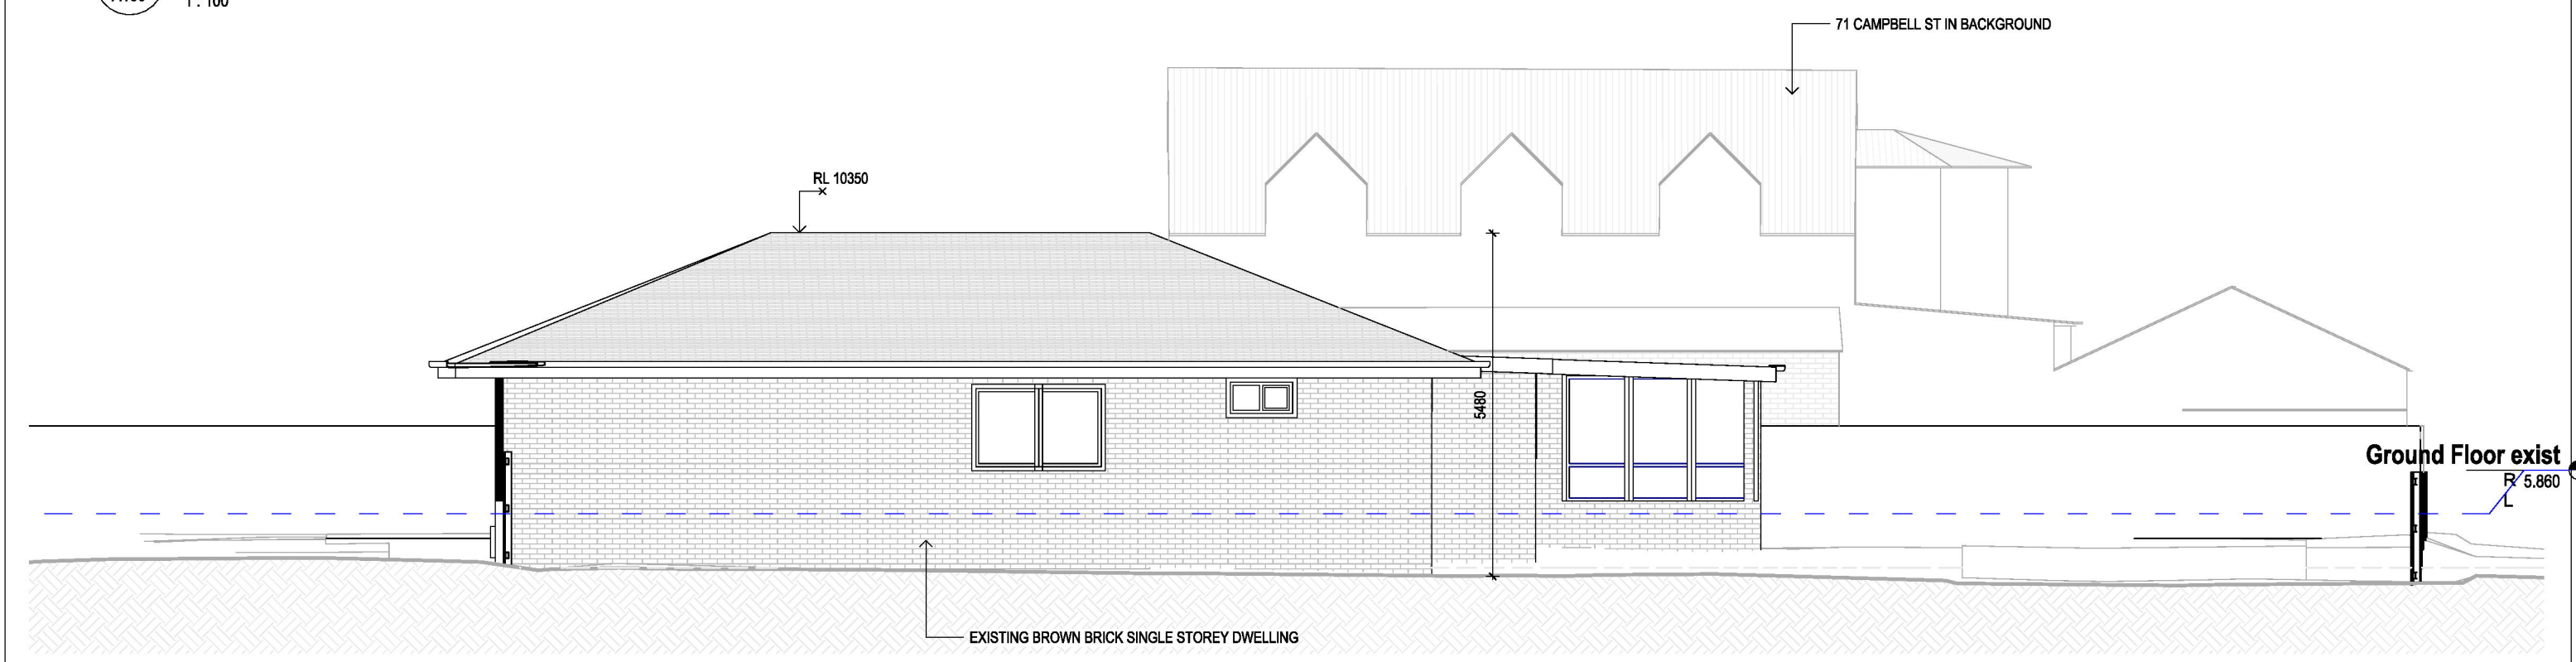 1 : 100
71 CAMPBELL ST IN BACKGROUND
RL 10350
5480
Ground Floor exist
RL 5.860
EXISTING BROWN BRICK SINGLE STOREY DWELLING